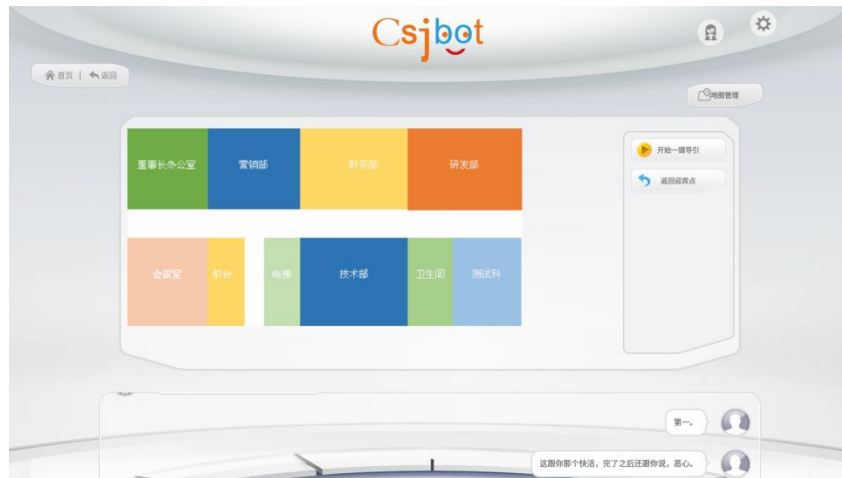 Csjbot
首页 | 返回
地图管理
董事长办公室 营销部 财务部 研发部
开始一键导引
返回迎宾点
会议室 前台 电梯 技术部 卫生间 测试科
第一。
这跟你那个快活，完了之后还跟你说，恶心。